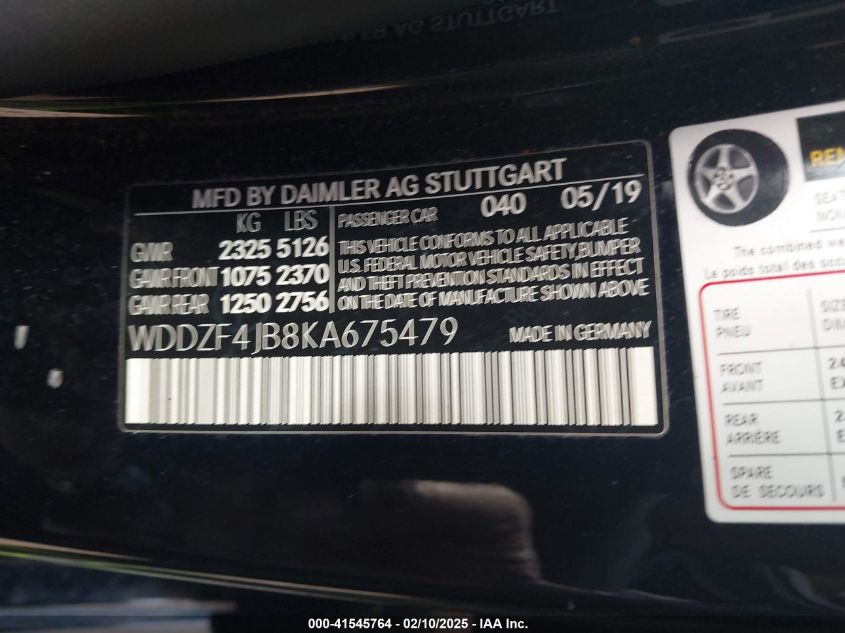 MFD BY DAIMLER AG STUTTGART
KG LBS
GVWR 2325 5126
GAWR FRONT 1075 2370
GAWR REAR 1250 2756
PASSENGER CAR 040 05/19
THIS VEHICLE CONFORMS TO ALL APPLICABLE
U.S. FEDERAL MOTOR VEHICLE SAFETY, BUMPER
AND THEFT PREVENTION STANDARDS IN EFFECT
ON THE DATE OF MANUFACTURE SHOWN ABOVE
WDDZF4JB8KA675479 MADE IN GERMANY
The combined
Le poids total des
TIRE
PNEU
FRONT
AVANT
REAR
ARRIÈRE
SPARE
DE SECOURS
000-41545764 - 02/10/2025 - IAA Inc.